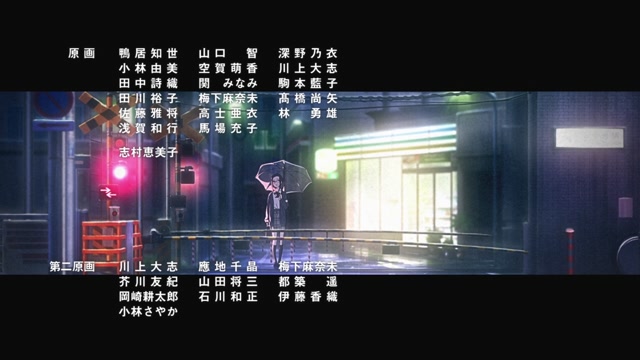 原画 鴨居知世 山口 智 深野乃衣
小林由美 空賀萌香 川上大志
田中詩織 関 みなみ 駒本藍子
田川裕子 梅下麻奈未 髙橋尚矢
佐藤雅将 高士亜衣 林 勇雄
浅賀和行 馬場充子
志村恵美子
第二原画 川上大志 應地千晶 梅下麻奈未
芥川友紀 山田将三 都築 遥
岡崎耕太郎 石川和正 伊藤香織
小林さやか